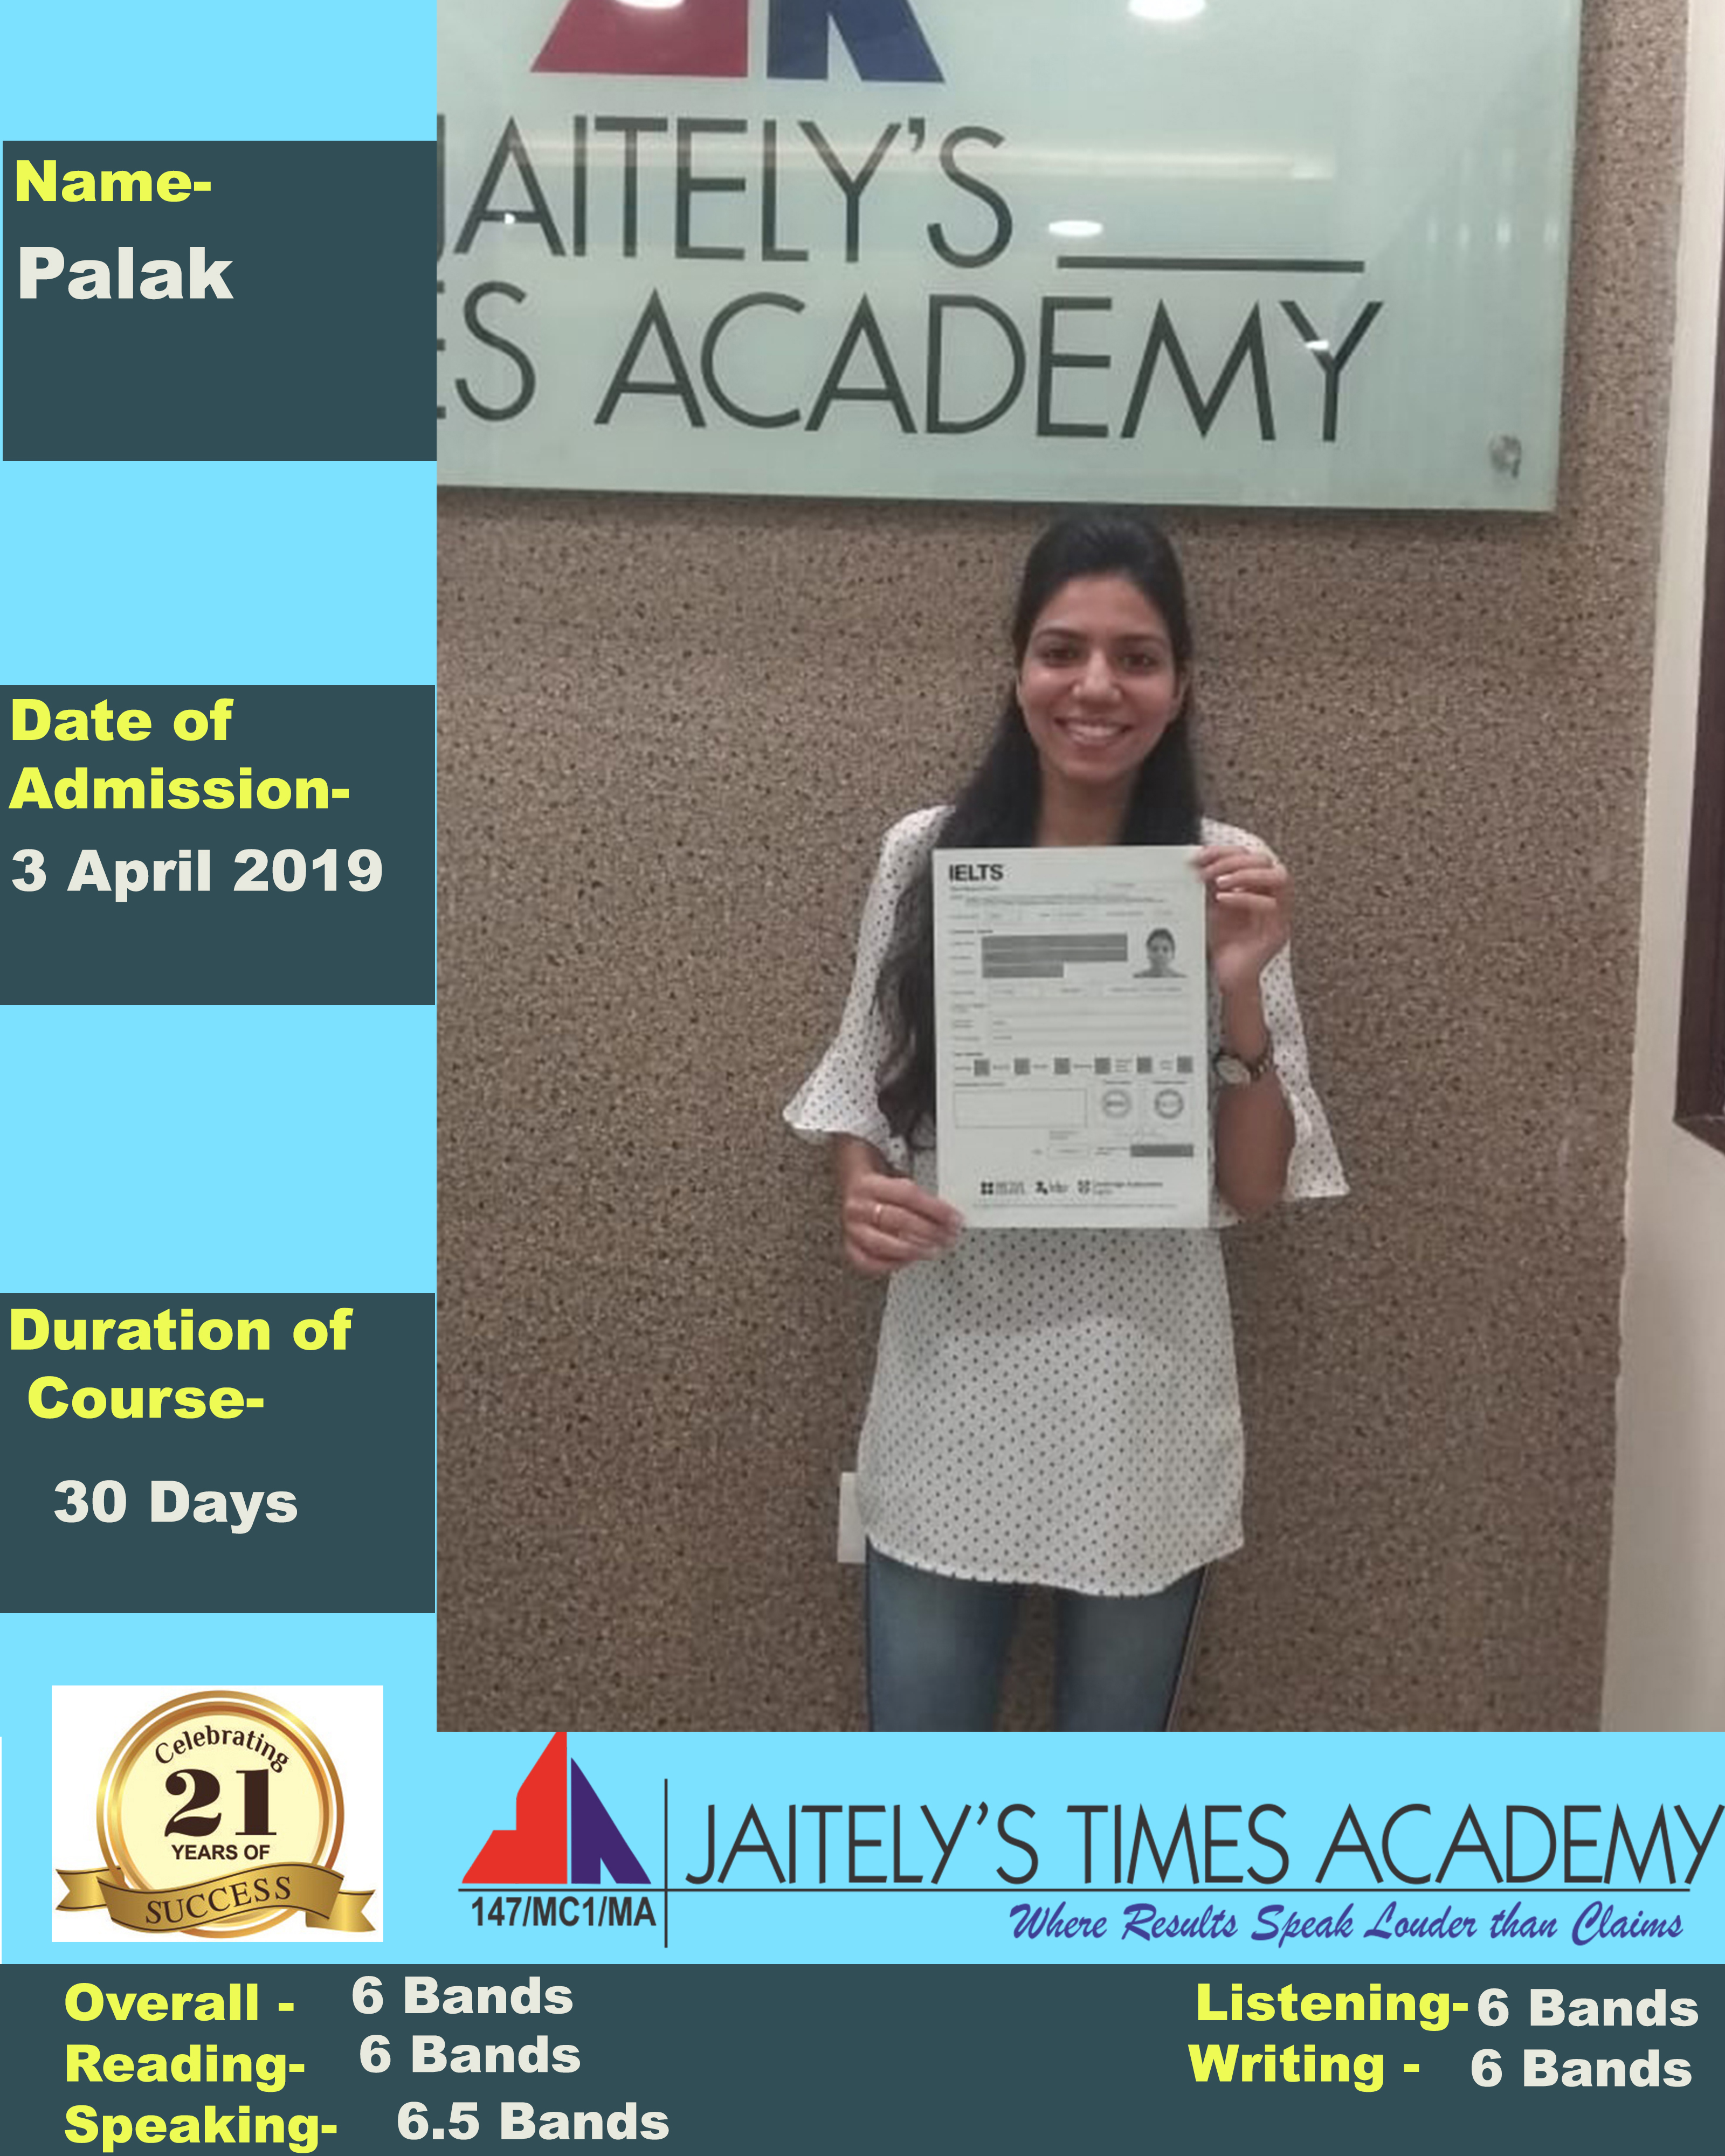 JAITELY'S
ES ACADEMY
Name-
Palak
Date of
Admission-
3 April 2019
IELTS
Duration of
Course-
30 Days
Celebrating
21
YEARS OF
SUCCESS
147/MC1/MA
JAITELY'S TIMES ACADEMY
Where Results Speak Louder than Claims
Overall - 6 Bands
Reading- 6 Bands
Speaking- 6.5 Bands
Listening- 6 Bands
Writing - 6 Bands